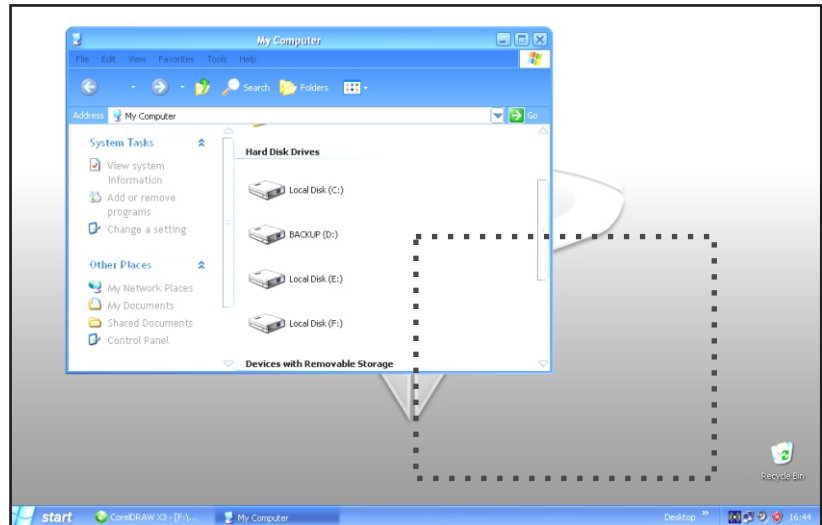 My Computer
File Edit View Favorites Tools Help
Search Folders
Address My Computer Go
System Tasks
View system
information
Add or remove
programs
Change a setting
Other Places
My Network Places
My Documents
Shared Documents
Control Panel
Hard Disk Drives
Local Disk (C:)
BACKUP (D:)
Local Disk (E:)
Local Disk (F:)
Devices with Removable Storage
Recycle Bin
start CorelDRAW X3 - [F:\... My Computer Desktop » 16:44